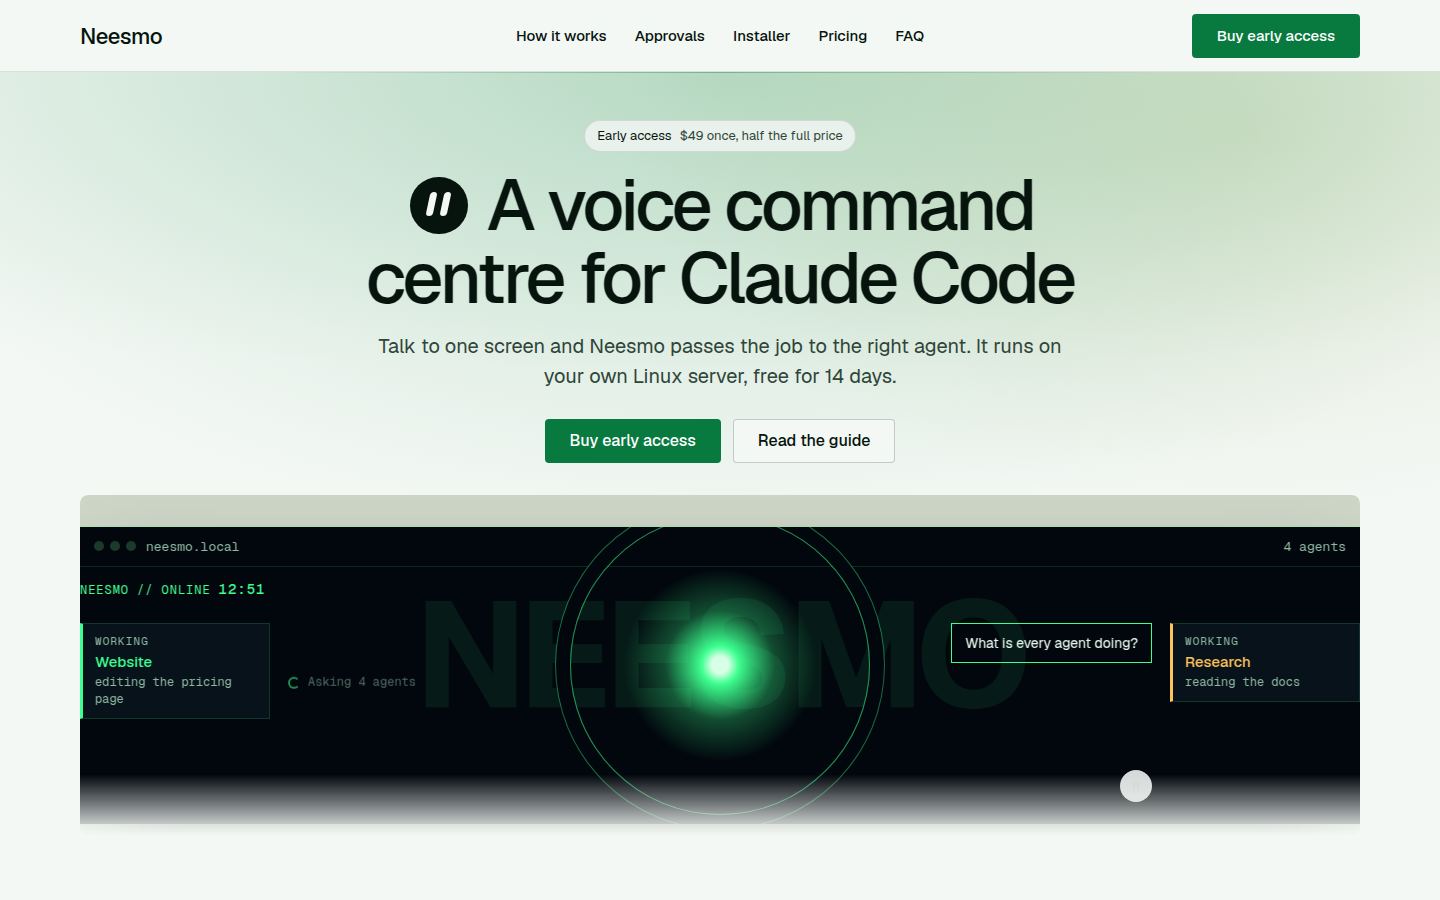 Neesmo
How it works
Approvals
Installer
Pricing
FAQ
Buy early access
Early access $49 once, half the full price
A voice command
centre for Claude Code
Talk to one screen and Neesmo passes the job to the right agent. It runs on
your own Linux server, free for 14 days.
Buy early access
Read the guide
neesmo.local
4 agents
NEESMO // ONLINE 12:51
NEESMO
WORKING
Website
editing the pricing
page
Asking 4 agents
What is every agent doing?
WORKING
Research
reading the docs